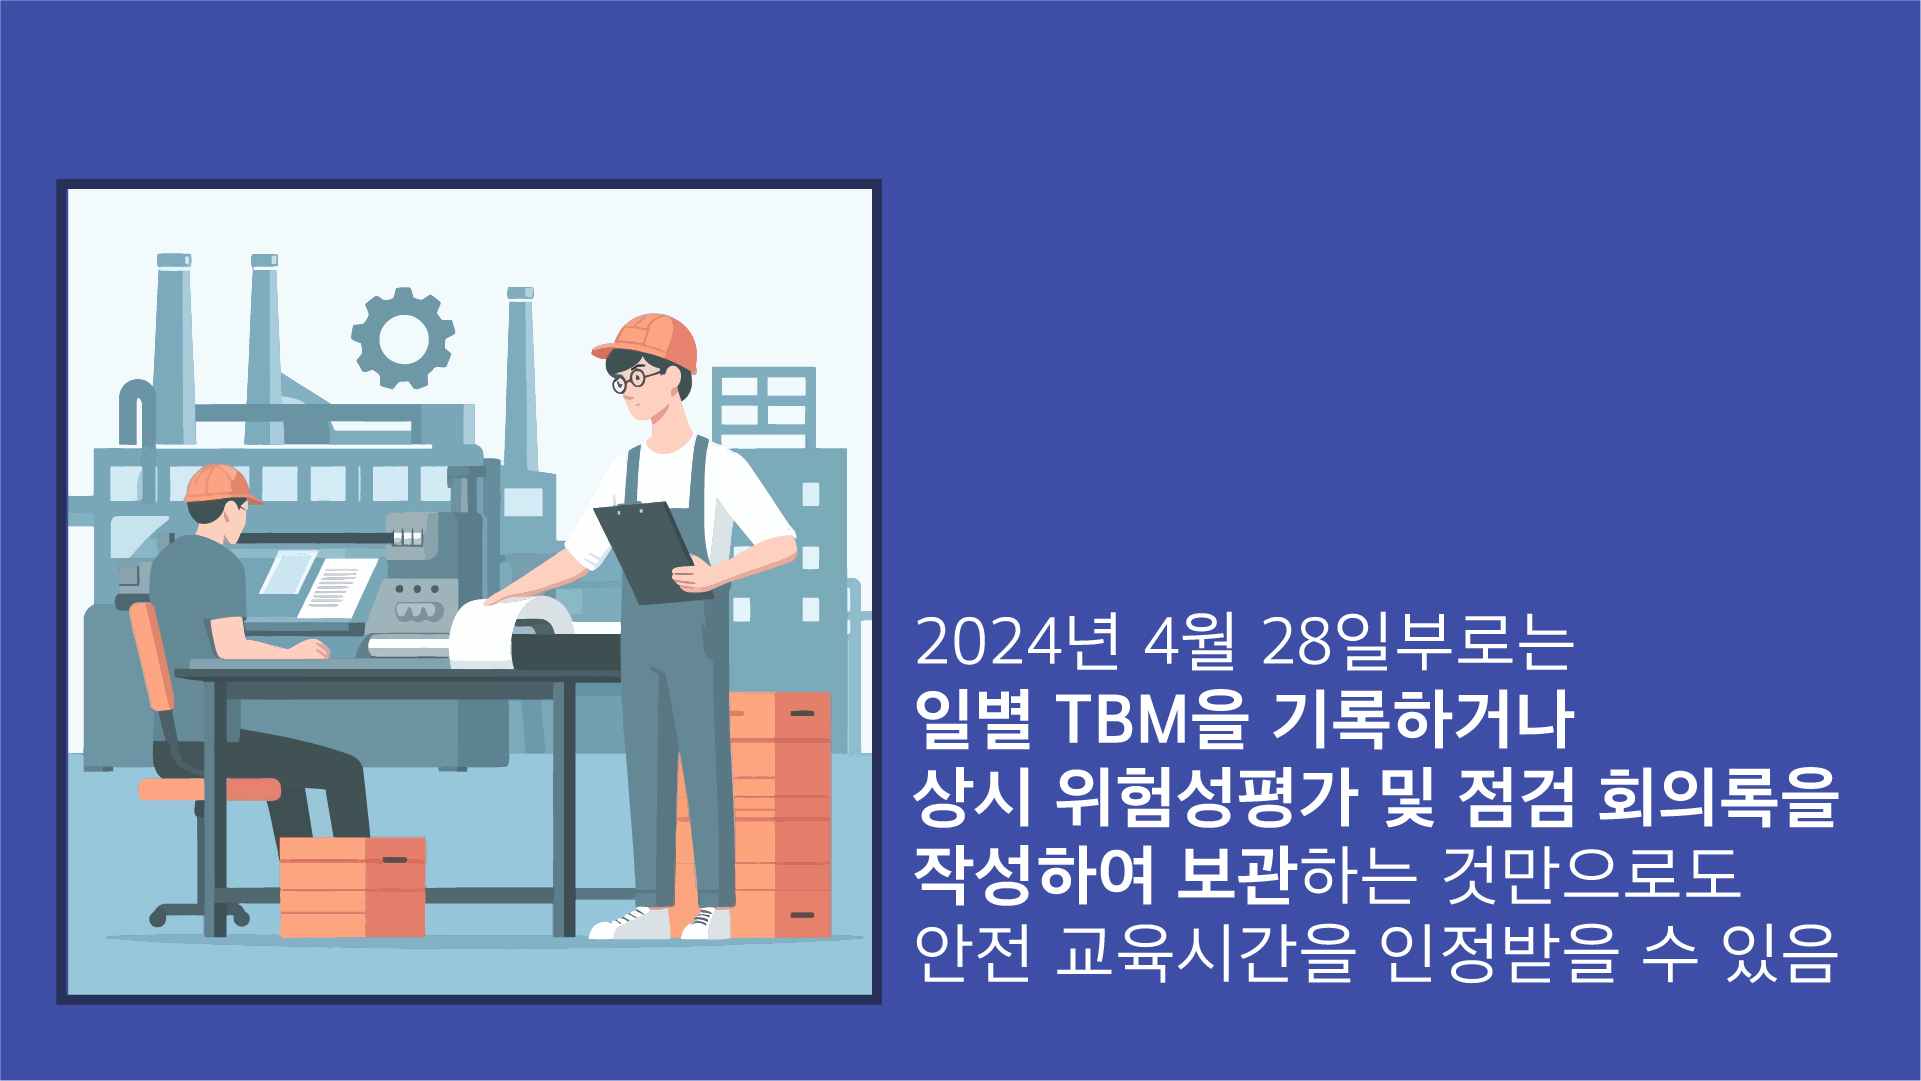 2024년 4월 28일부로는
일별 TBM을 기록하거나
상시 위험성평가 및 점검 회의록을
작성하여 보관하는 것만으로도
안전 교육시간을 인정받을 수 있음